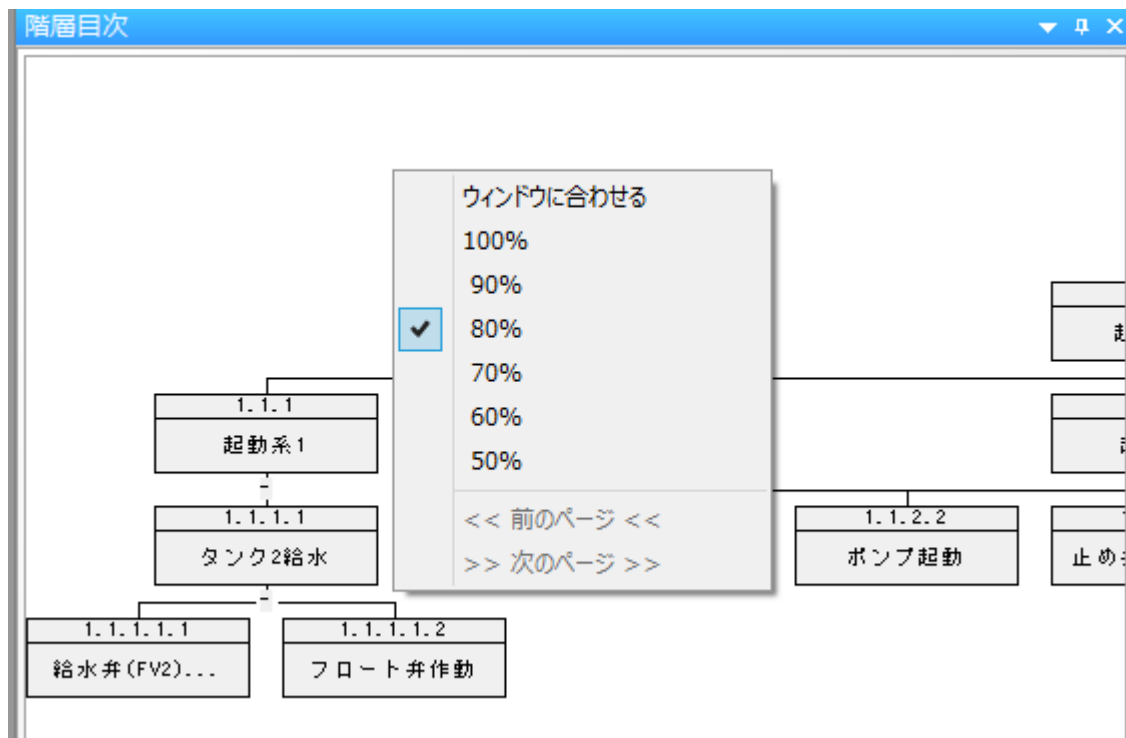 階層目次
ウィンドウに合わせる
100%
90%
80%
70%
60%
50%
<< 前のページ <<
>> 次のページ >>
1.1.1
起動系1
1.1.1.1
タンク2給水
1.1.2.2
ポンプ起動
止め
1.1.1.1.1
給水弁(FV2)...
1.1.1.1.2
フロート弁作動